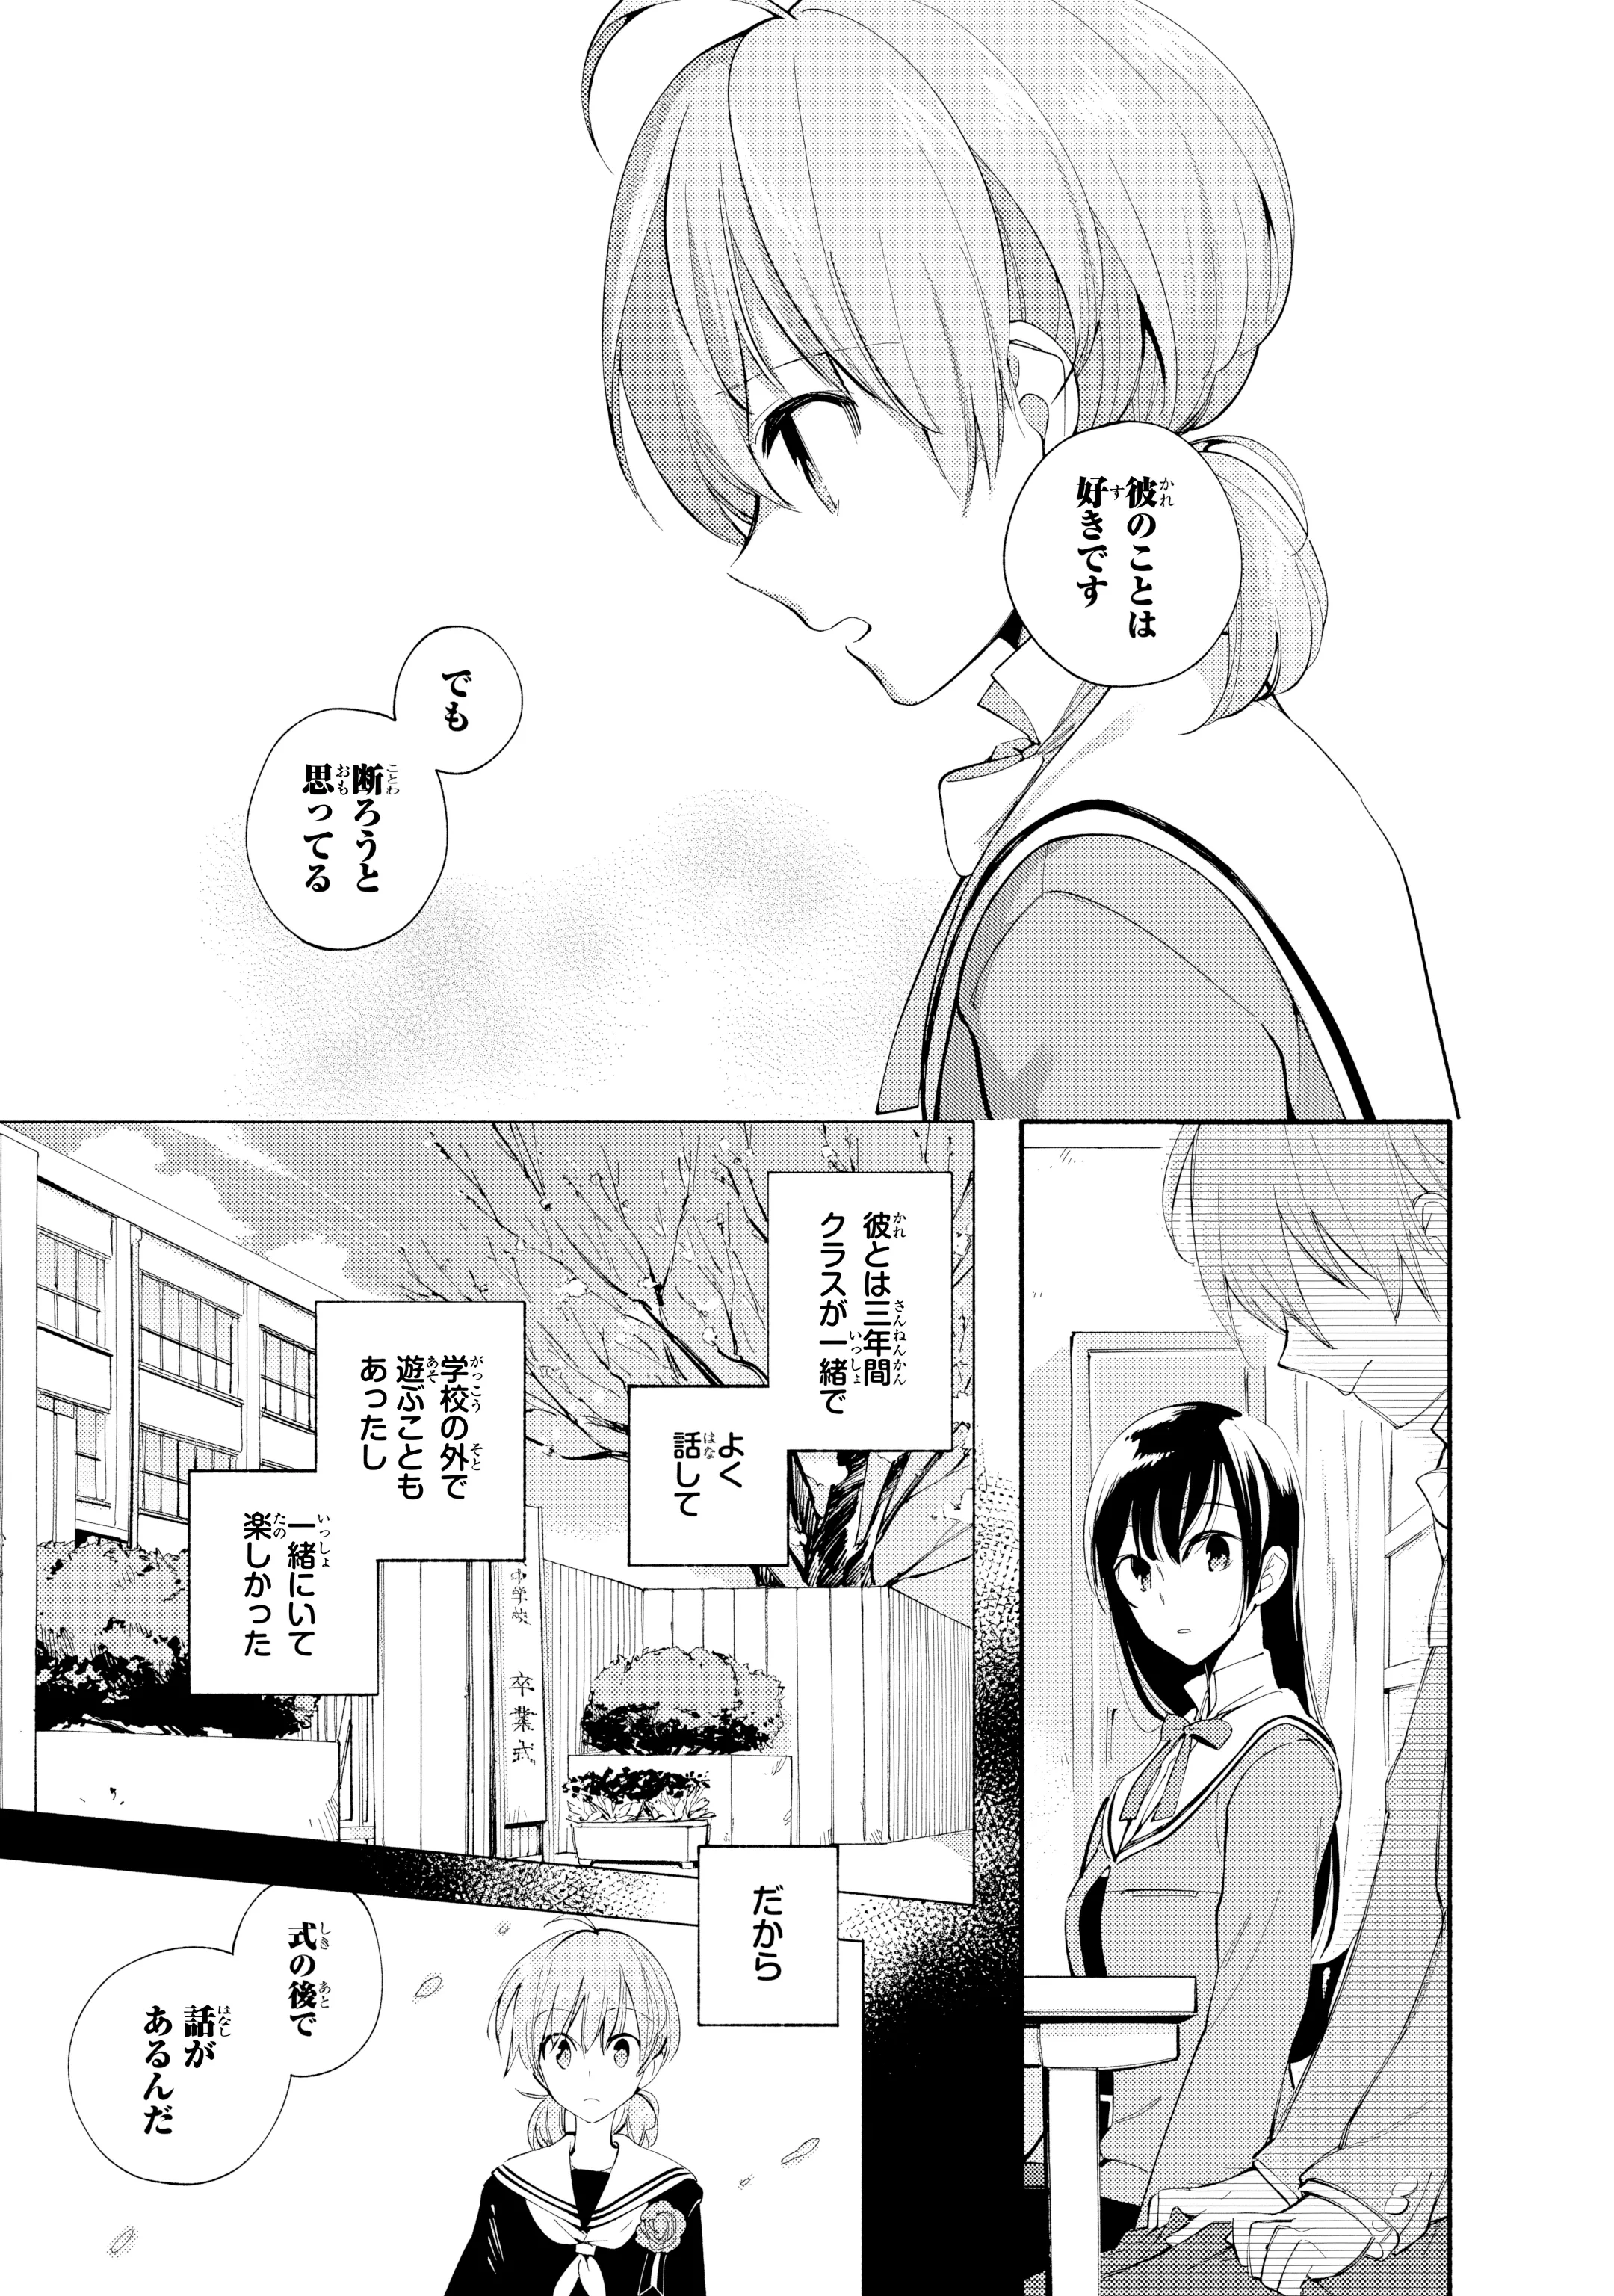 彼のことは
好きです
でも
断ろうと
思ってる
彼とは三年間
クラスが一緒で
よく
話して
学校の外で
遊ぶことも
あったし
一緒にいて
楽しかった
中学校 卒業式
だから
式の後で
話が
あるんだ